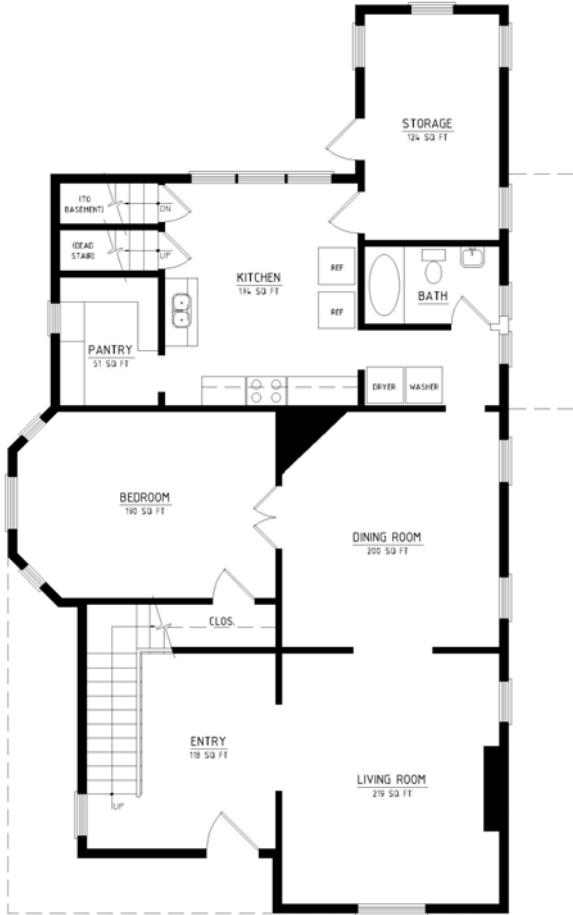 STORAGE
124 SQ FT
(TO
BASEMENT)
DN
(DEAD
STAIR)
UP
KITCHEN
194 SQ FT
REF
REF
BATH
PANTRY
51 SQ FT
DRYER
WASHER
BEDROOM
190 SQ FT
DINING ROOM
200 SQ FT
CLOS.
ENTRY
118 SQ FT
LIVING ROOM
219 SQ FT
UP